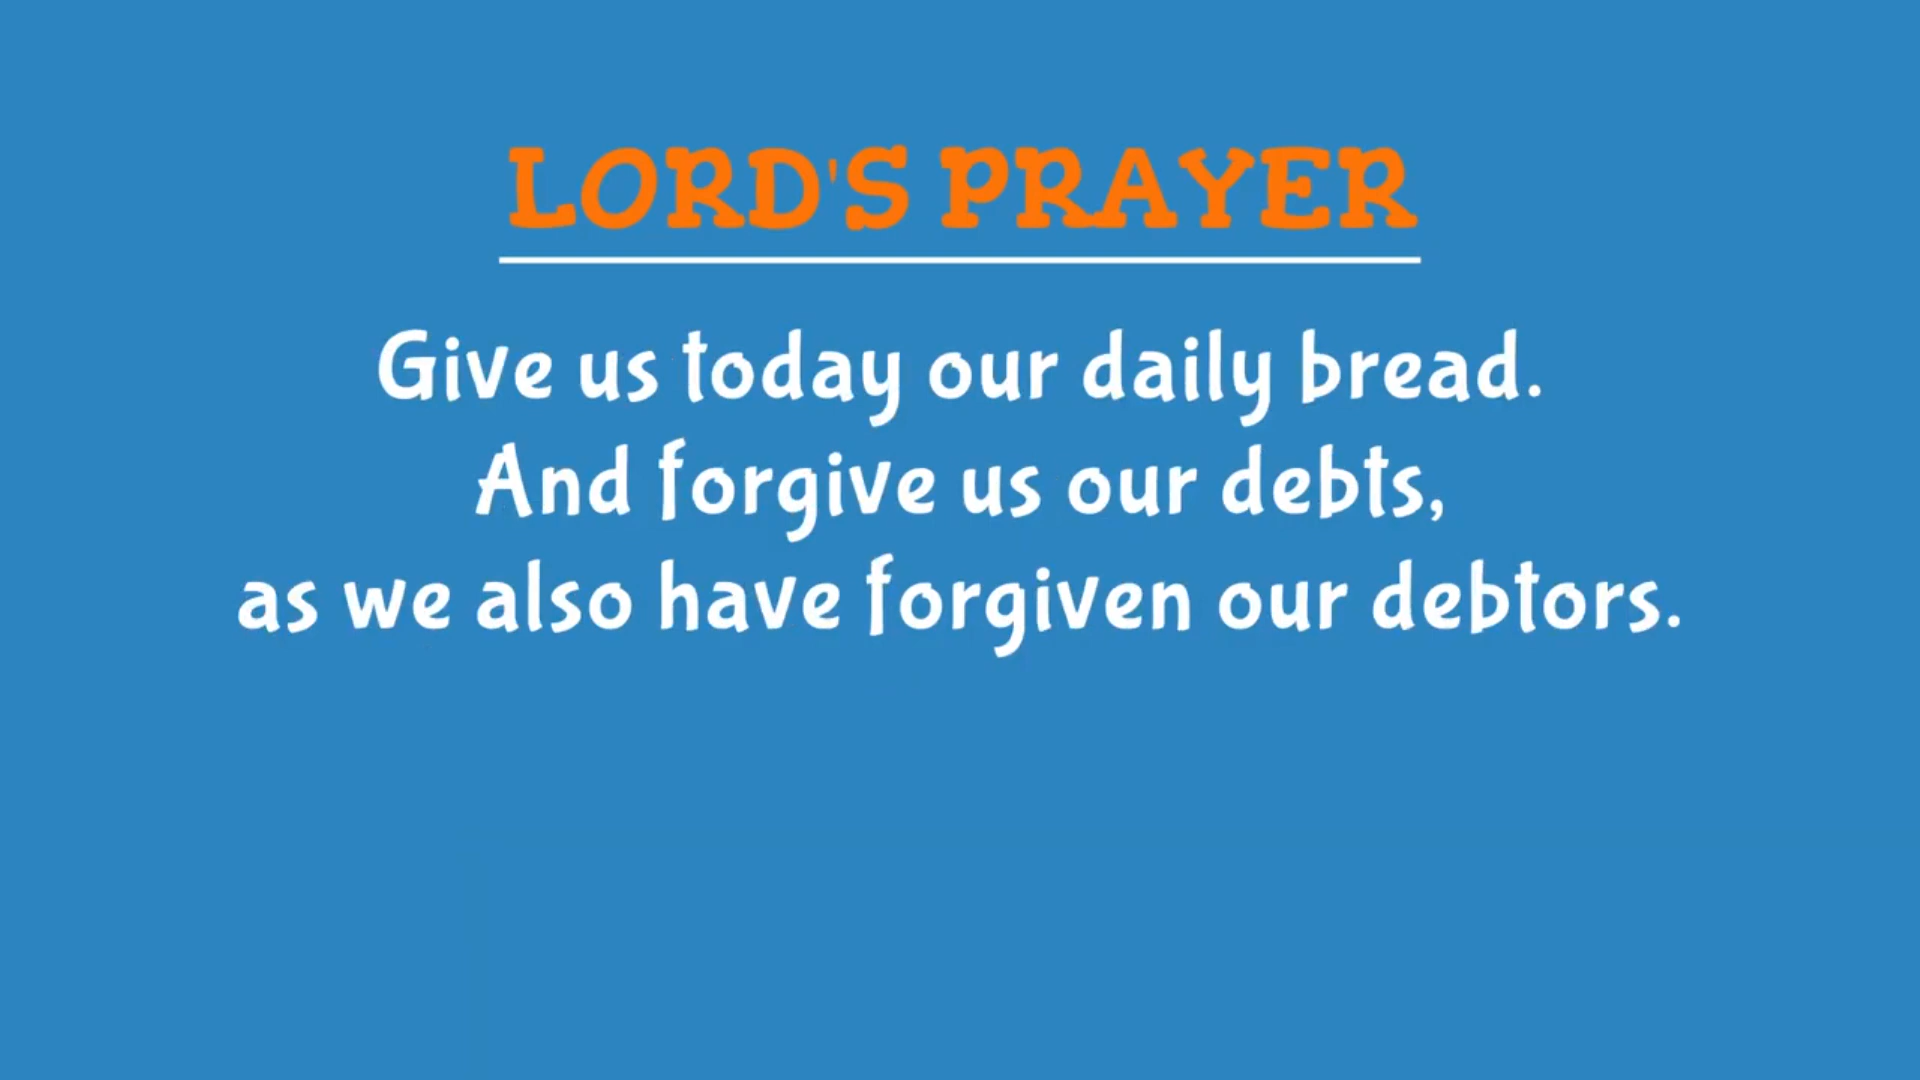 LORD'S PRAYER
Give us today our daily bread.
And forgive us our debts,
as we also have forgiven our debtors.